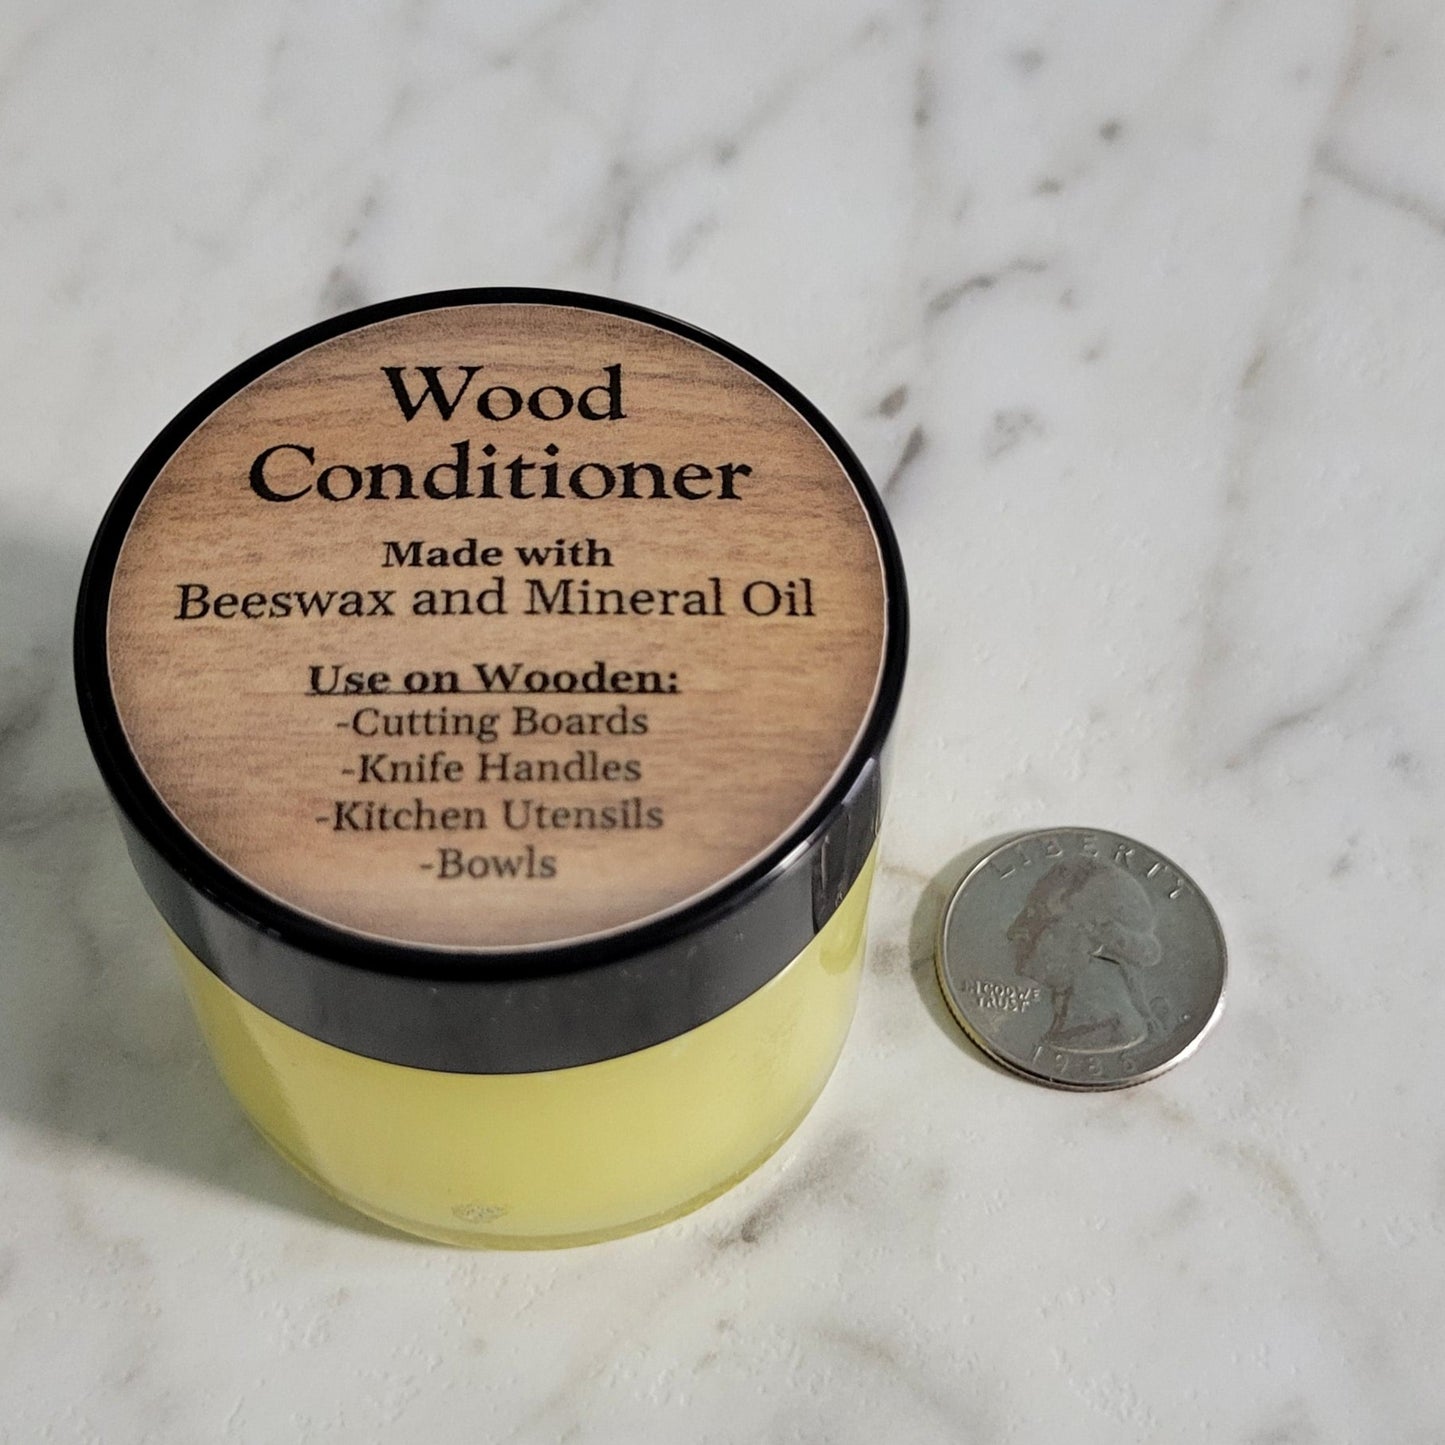 Wood
Conditioner
Made with
Beeswax and Mineral Oil
Use on Wooden:
-Cutting Boards
-Knife Handles
-Kitchen Utensils
-Bowls
LIBERTY
IN GOD WE
TRUST